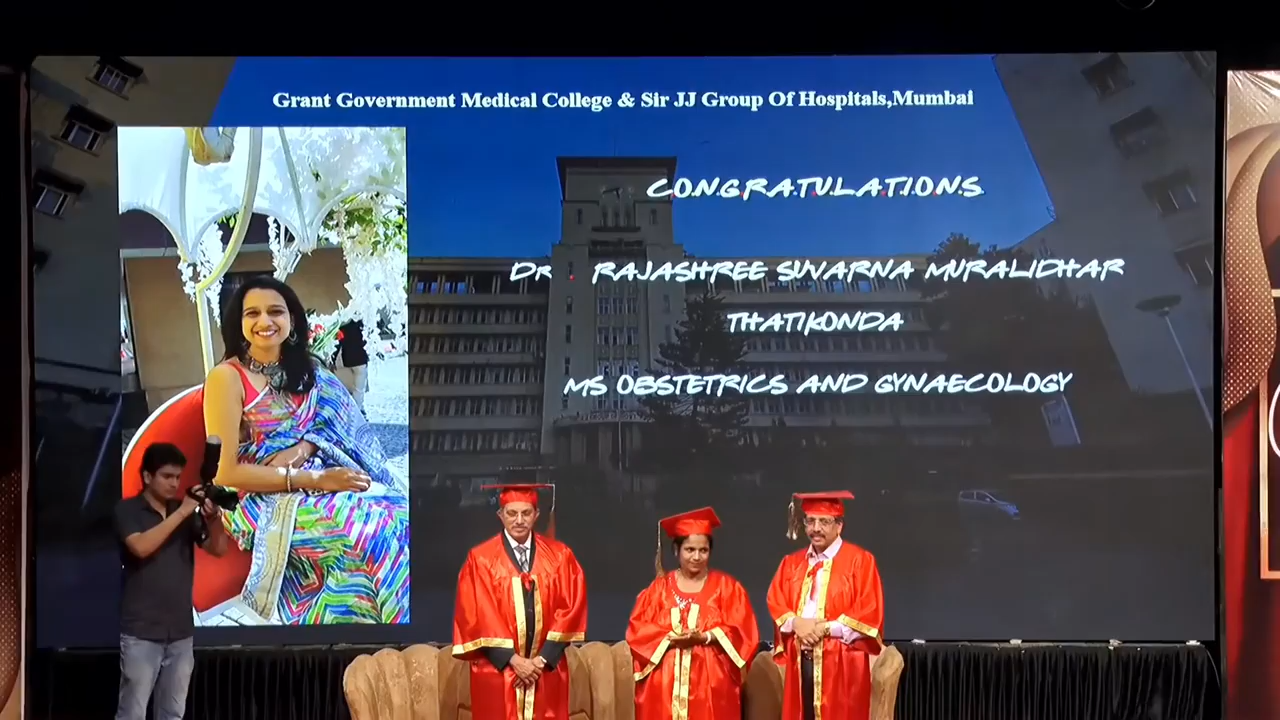 Grant Government Medical College & Sir JJ Group Of Hospitals,Mumbai
CONGRATULATIONS
DR . RAJASHREE SUVARNA MURALIDHAR
THATIKONDA
MS OBSTETRICS AND GYNAECOLOGY